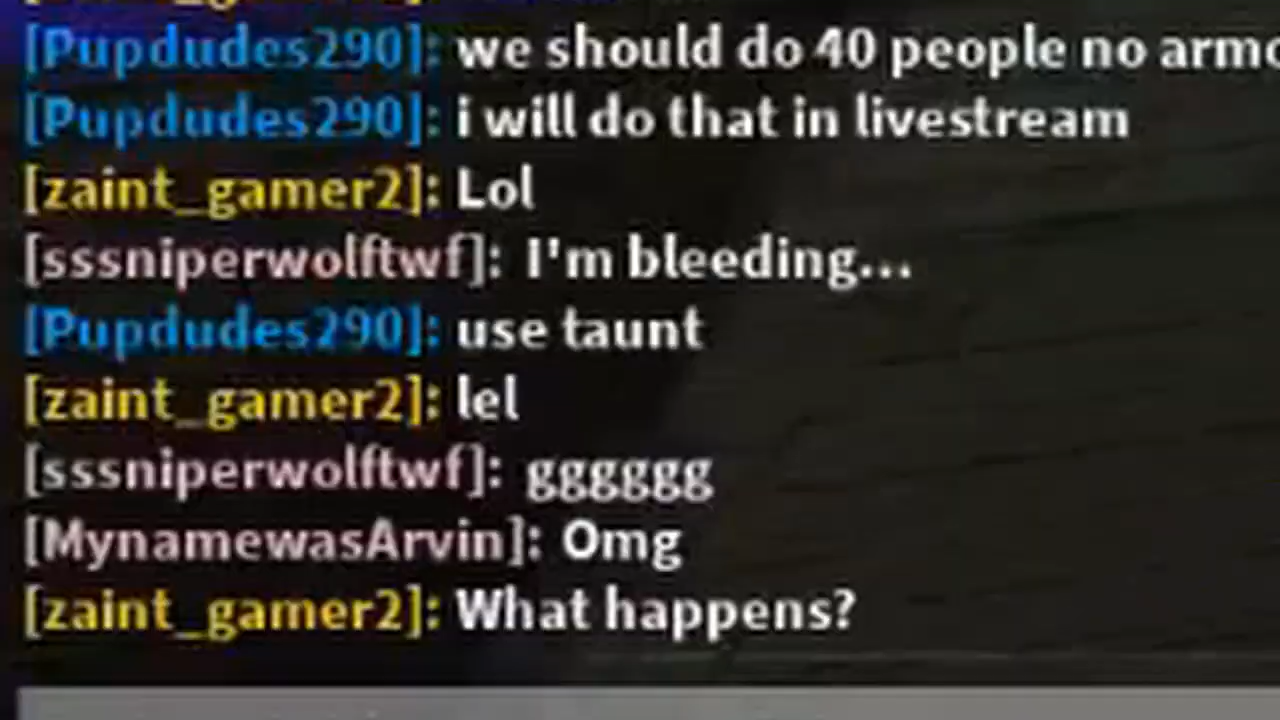 [Pupdudes290]: we should do 40 people no
[Pupdudes290]: i will do that in livestream
[zaint_gamer2]: Lol
[sssniperwolftwf]: I'm bleeding...
[Pupdudes290]: use taunt
[zaint_gamer2]: lel
[sssniperwolftwf]: gggggg
[MynamewasArvin]: Omg
[zaint_gamer2]: What happens?